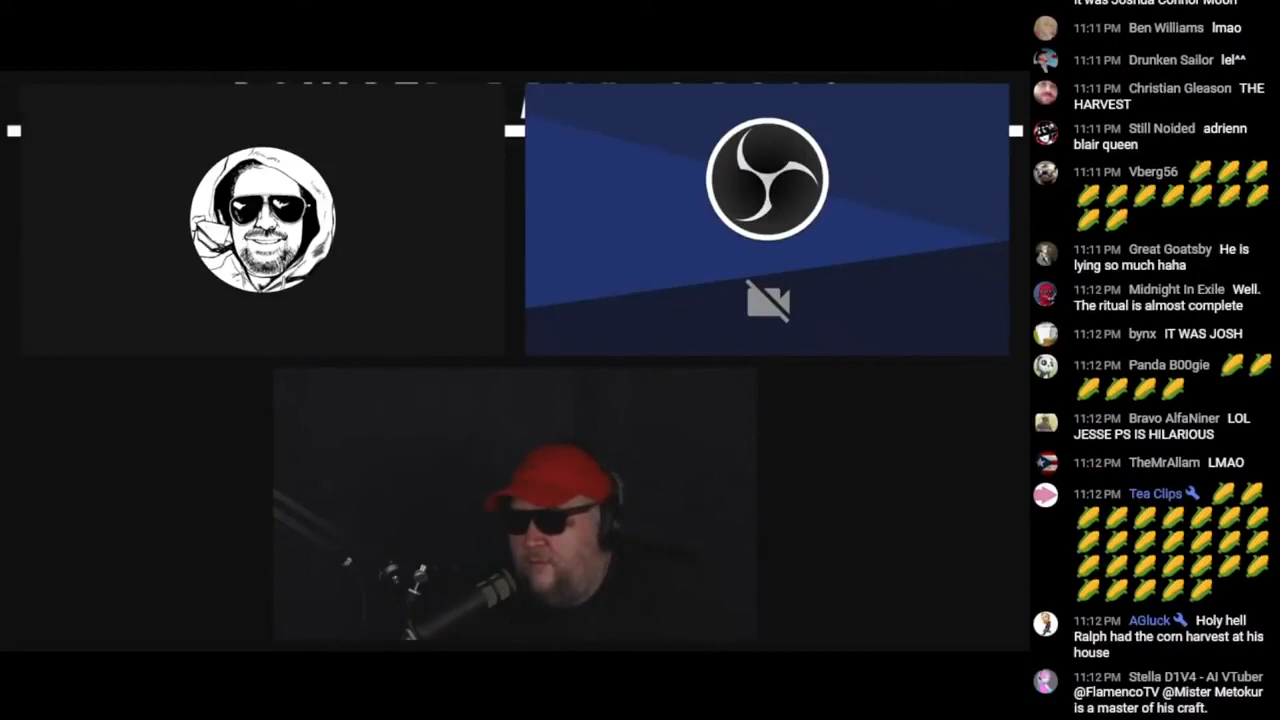 it was Joshua Connor Moon
11:11 PM Ben Williams lmao
11:11 PM Drunken Sailor lel^^
11:11 PM Christian Gleason THE
HARVEST
11:11 PM Still Noided adrienn
blair queen
11:11 PM Vberg56 🌽🌽🌽
🌽🌽🌽🌽🌽🌽🌽
🌽🌽
11:11 PM Great Goatsby He is
lying so much haha
11:12 PM Midnight In Exile Well.
The ritual is almost complete
11:12 PM bynx IT WAS JOSH
11:12 PM Panda B00gie 🌽🌽
🌽🌽🌽🌽
11:12 PM Bravo AlfaNiner LOL
JESSE PS IS HILARIOUS
11:12 PM TheMrAllam LMAO
11:12 PM Tea Clips 🌽🌽
🌽🌽🌽🌽🌽🌽🌽
🌽🌽🌽🌽🌽🌽🌽
🌽🌽🌽🌽🌽🌽🌽
🌽🌽🌽🌽🌽
11:12 PM AGluck Holy hell
Ralph had the corn harvest at his
house
11:12 PM Stella D1V4 - AI VTuber
@FlamencoTV @Mister Metokur
is a master of his craft.